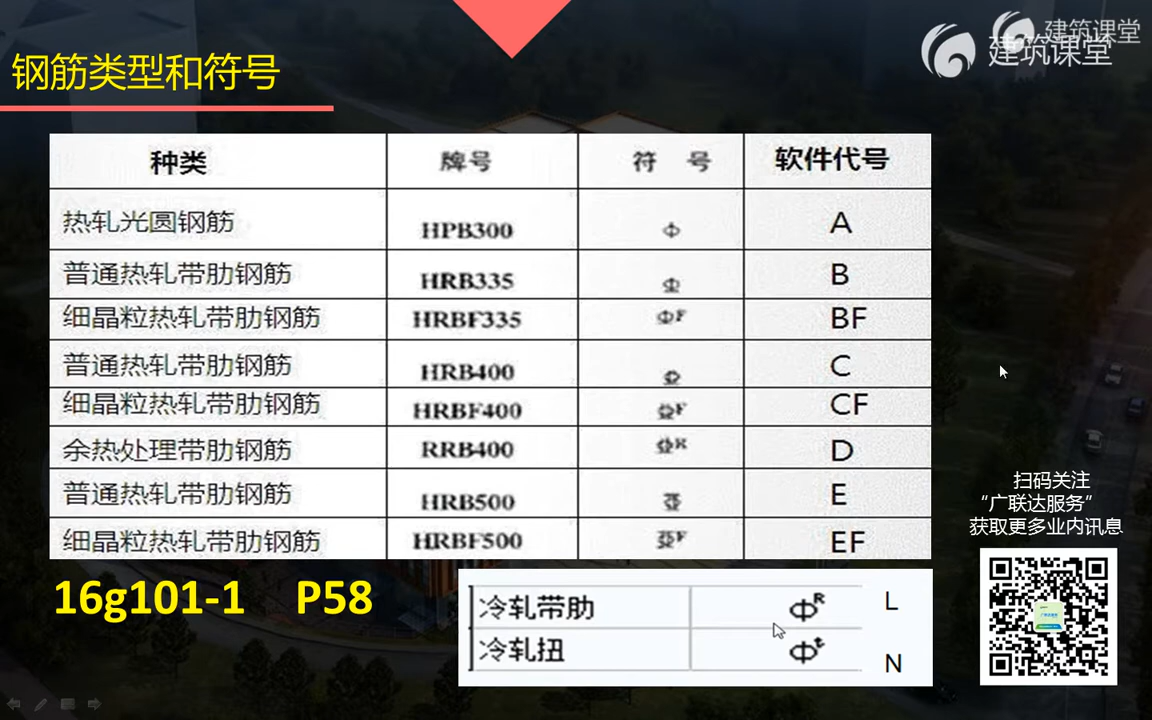 建筑课堂
建筑课堂
钢筋类型和符号
种类 牌号 符 号 软件代号
热轧光圆钢筋 HPB300 A
普通热轧带肋钢筋 HRB335 B
细晶粒热轧带肋钢筋 HRBF335 BF
普通热轧带肋钢筋 HRB400 C
细晶粒热轧带肋钢筋 HRBF400 CF
余热处理带肋钢筋 RRB400 D
普通热轧带肋钢筋 HRB500 E
细晶粒热轧带肋钢筋 HRBF500 EF
16g101-1 P58
冷轧带肋 Φᴿ L
冷轧扭 Φᵗ N
扫码关注
“广联达服务”
获取更多业内讯息